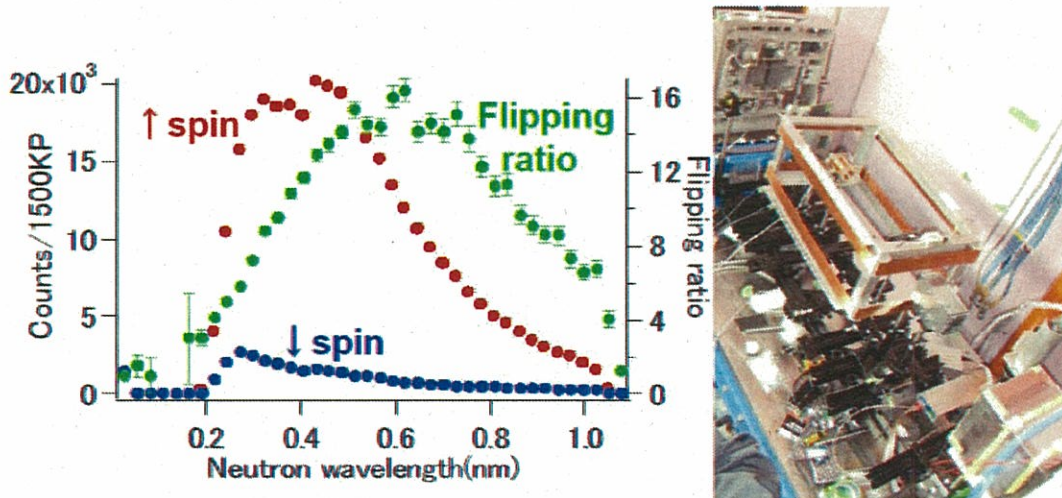 20x10³
15
10
5
0
Counts/1500KP
↑ spin
Flipping
ratio
↓ spin
16
12
8
4
0
Flipping ratio
0.2
0.4
0.6
0.8
1.0
Neutron wavelength(nm)